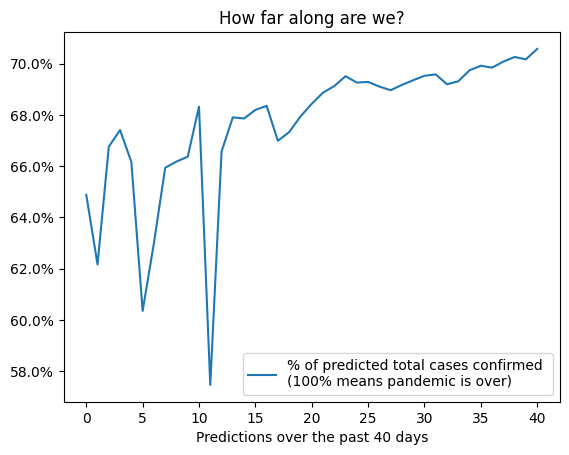 How far along are we?
70.0%
68.0%
66.0%
64.0%
62.0%
60.0%
58.0%
% of predicted total cases confirmed
(100% means pandemic is over)
0 5 10 15 20 25 30 35 40
Predictions over the past 40 days